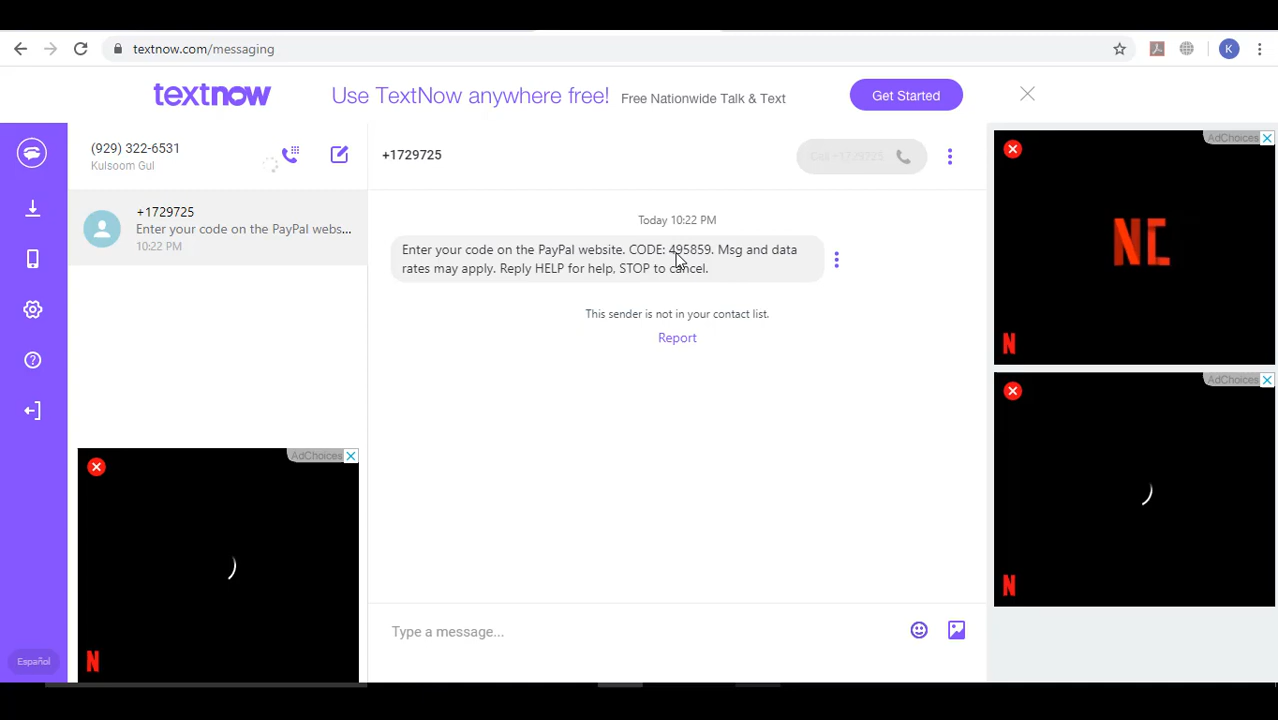 textnow.com/messaging
K
textnow
Use TextNow anywhere free! Free Nationwide Talk & Text
Get Started
(929) 322-6531
Kulsoom Gul
+1729725
Enter your code on the PayPal webs...
10:22 PM
+1729725
Call +1729725
Today 10:22 PM
Enter your code on the PayPal website. CODE: 495859. Msg and data
rates may apply. Reply HELP for help, STOP to cancel.
This sender is not in your contact list.
Report
Type a message...
AdChoices
N
AdChoices
N
AdChoices
N
Español